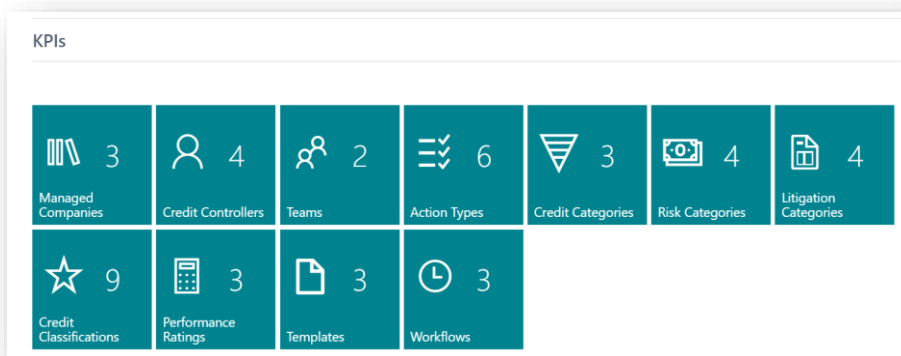 KPIs
3
Managed
Companies
4
Credit Controllers
2
Teams
6
Action Types
3
Credit Categories
4
Risk Categories
4
Litigation
Categories
9
Credit
Classifications
3
Performance
Ratings
3
Templates
3
Workflows